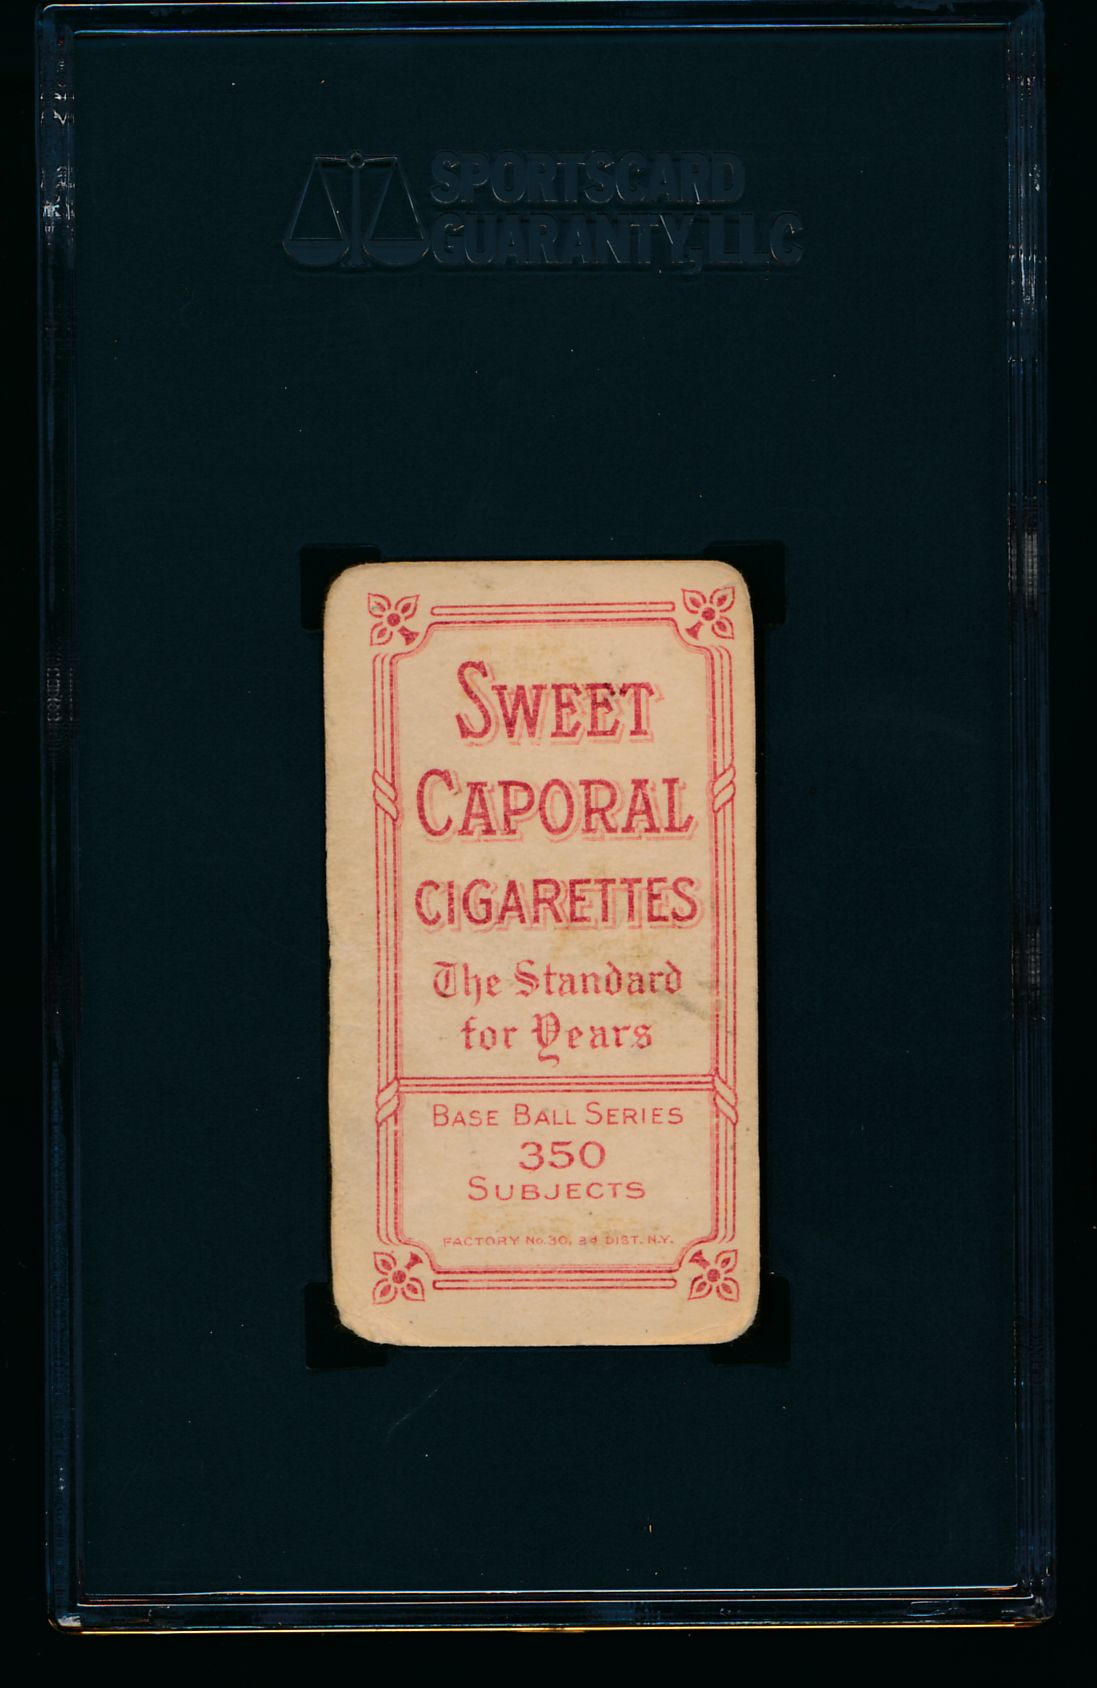 SPORTSCARD
GUARANTY, LLC
SWEET
CAPORAL
CIGARETTES
The Standard
for Years
BASE BALL SERIES
350
SUBJECTS
FACTORY No. 30, 2d DIST. N.Y.